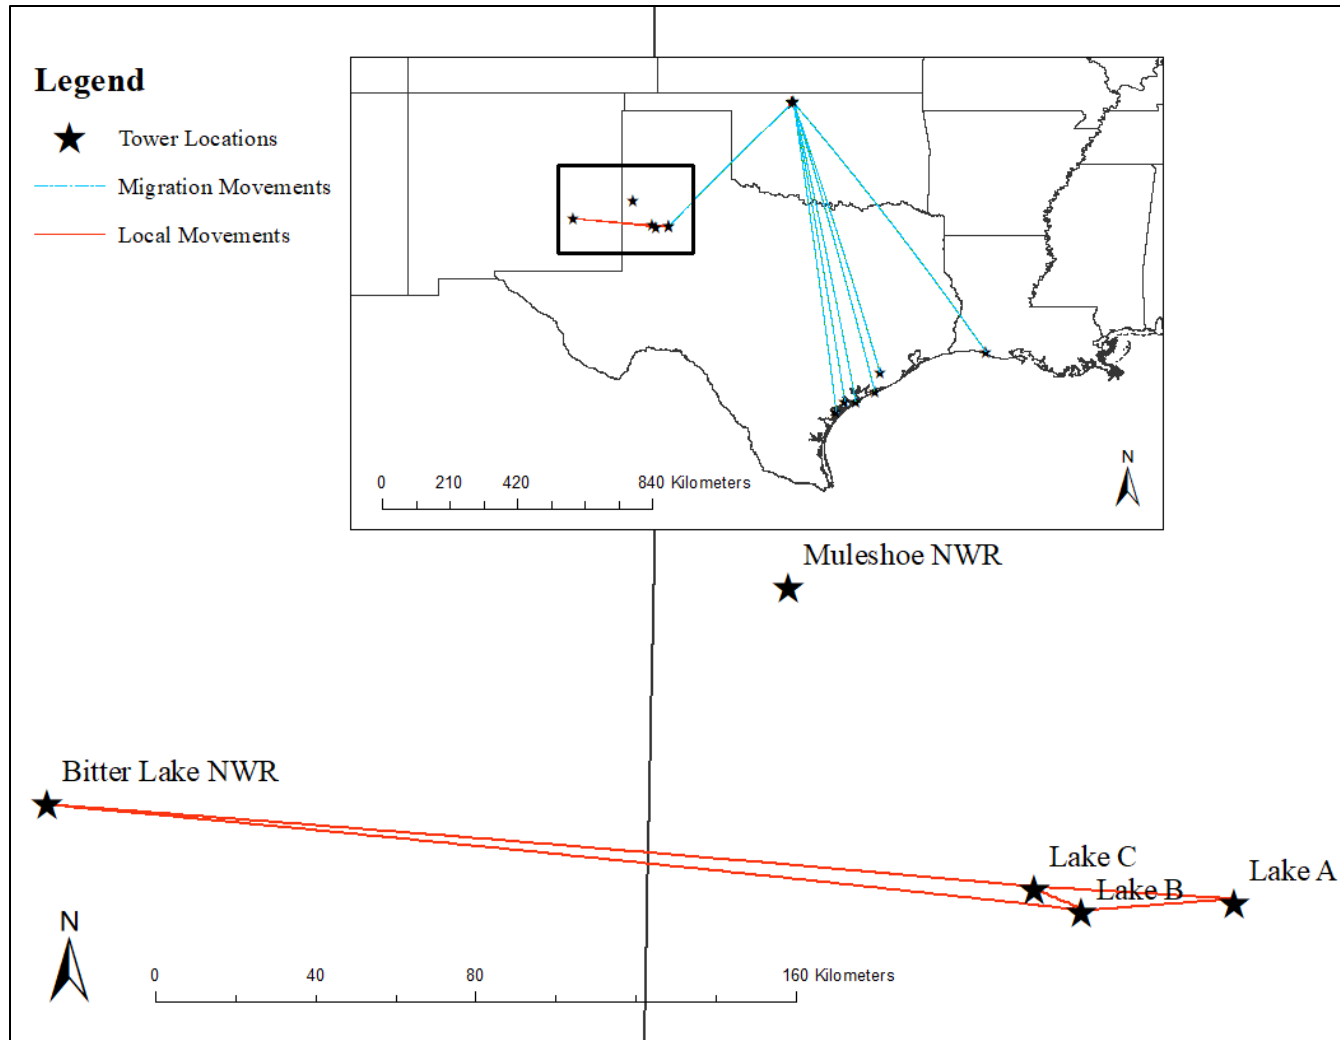 Legend
Tower Locations
Migration Movements
Local Movements
N
0 210 420 840 Kilometers
Muleshoe NWR
Bitter Lake NWR
Lake C
Lake B
Lake A
N
0 40 80 160 Kilometers